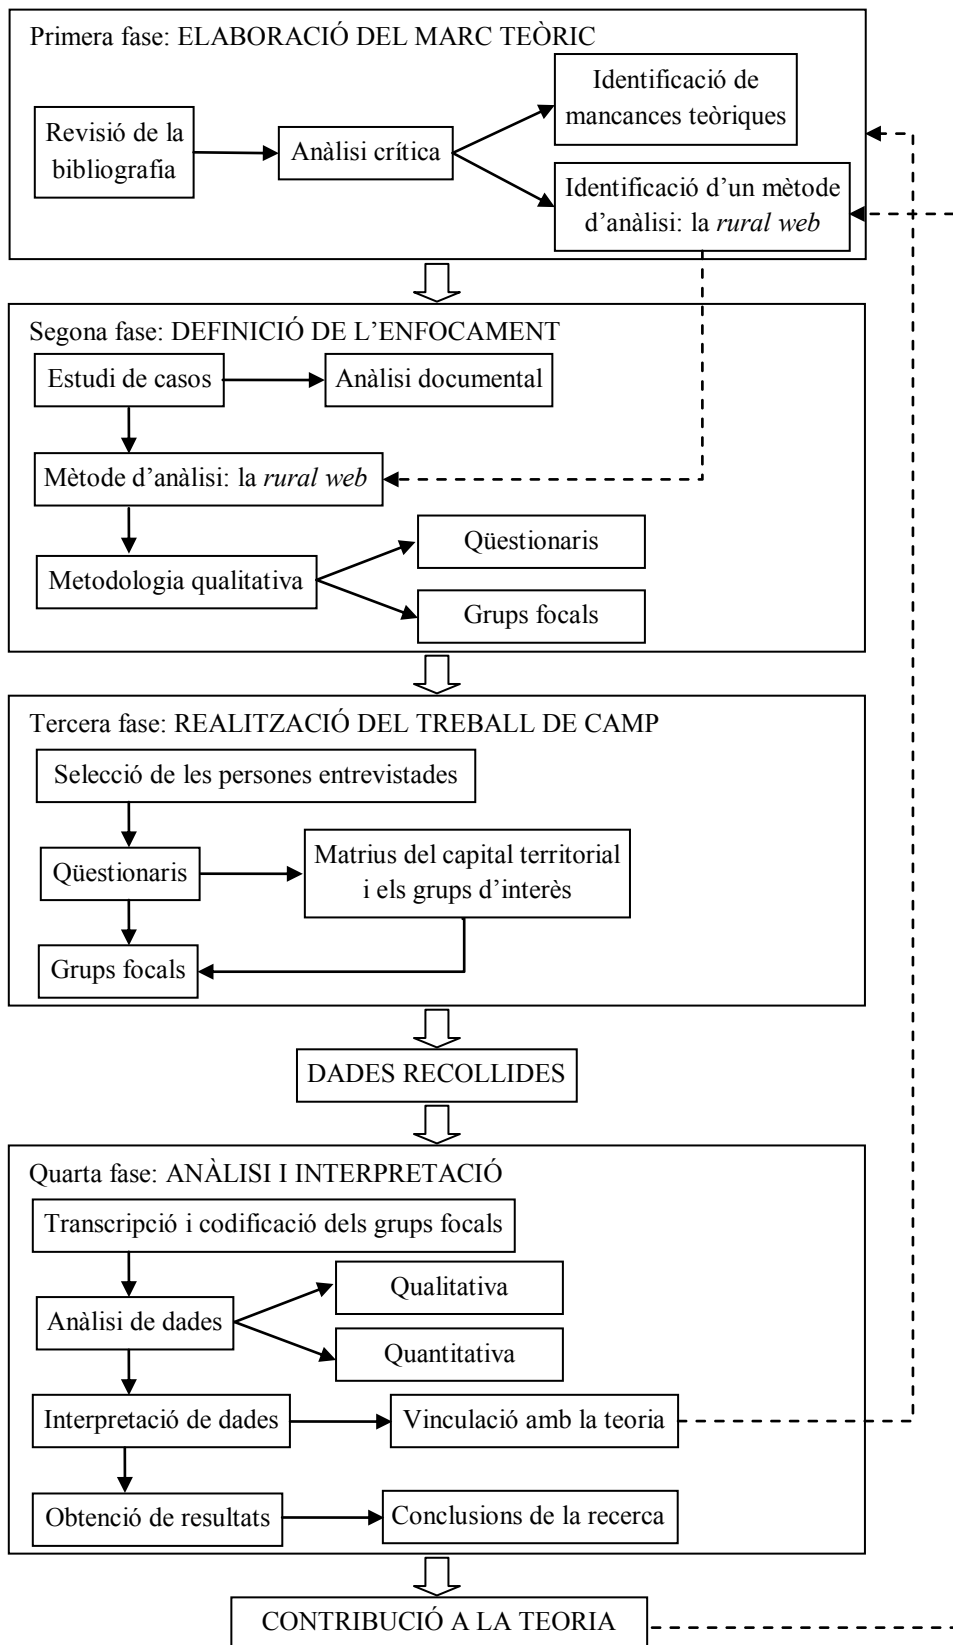 Primera fase: ELABORACIÓ DEL MARC TEÒRIC
Revisió de la
bibliografia
Anàlisi crítica
Identificació de
mancances teòriques
Identificació d’un mètode
d’anàlisi: la rural web
Segona fase: DEFINICIÓ DE L’ENFOCAMENT
Estudi de casos
Anàlisi documental
Mètode d’anàlisi: la rural web
Metodologia qualitativa
Qüestionaris
Grups focals
Tercera fase: REALITZACIÓ DEL TREBALL DE CAMP
Selecció de les persones entrevistades
Qüestionaris
Matrius del capital territorial
i els grups d’interès
Grups focals
DADES RECOLLIDES
Quarta fase: ANÀLISI I INTERPRETACIÓ
Transcripció i codificació dels grups focals
Anàlisi de dades
Qualitativa
Quantitativa
Interpretació de dades
Vinculació amb la teoria
Obtenció de resultats
Conclusions de la recerca
CONTRIBUCIÓ A LA TEORIA